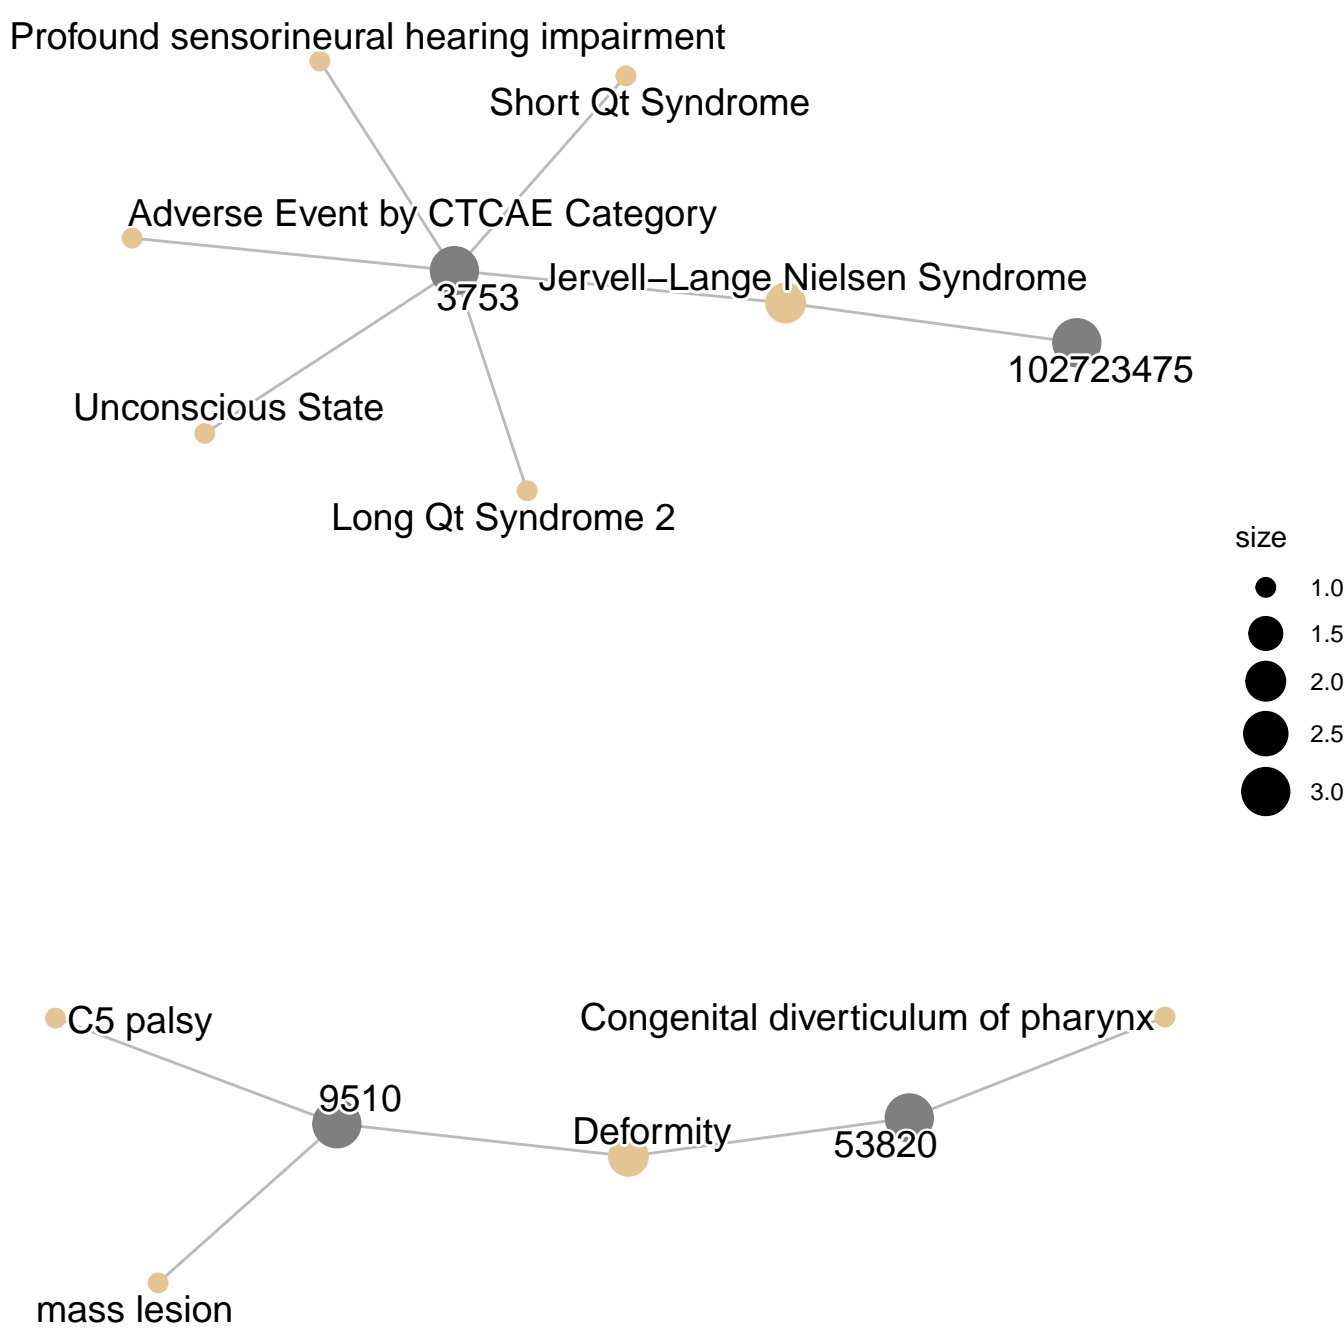 Profound sensorineural hearing impairment
Short Qt Syndrome
Adverse Event by CTCAE Category
Jervell−Lange Nielsen Syndrome
3753
102723475
Unconscious State
Long Qt Syndrome 2
size
1.0
1.5
2.0
2.5
3.0
C5 palsy
Congenital diverticulum of pharynx
9510
Deformity
53820
mass lesion